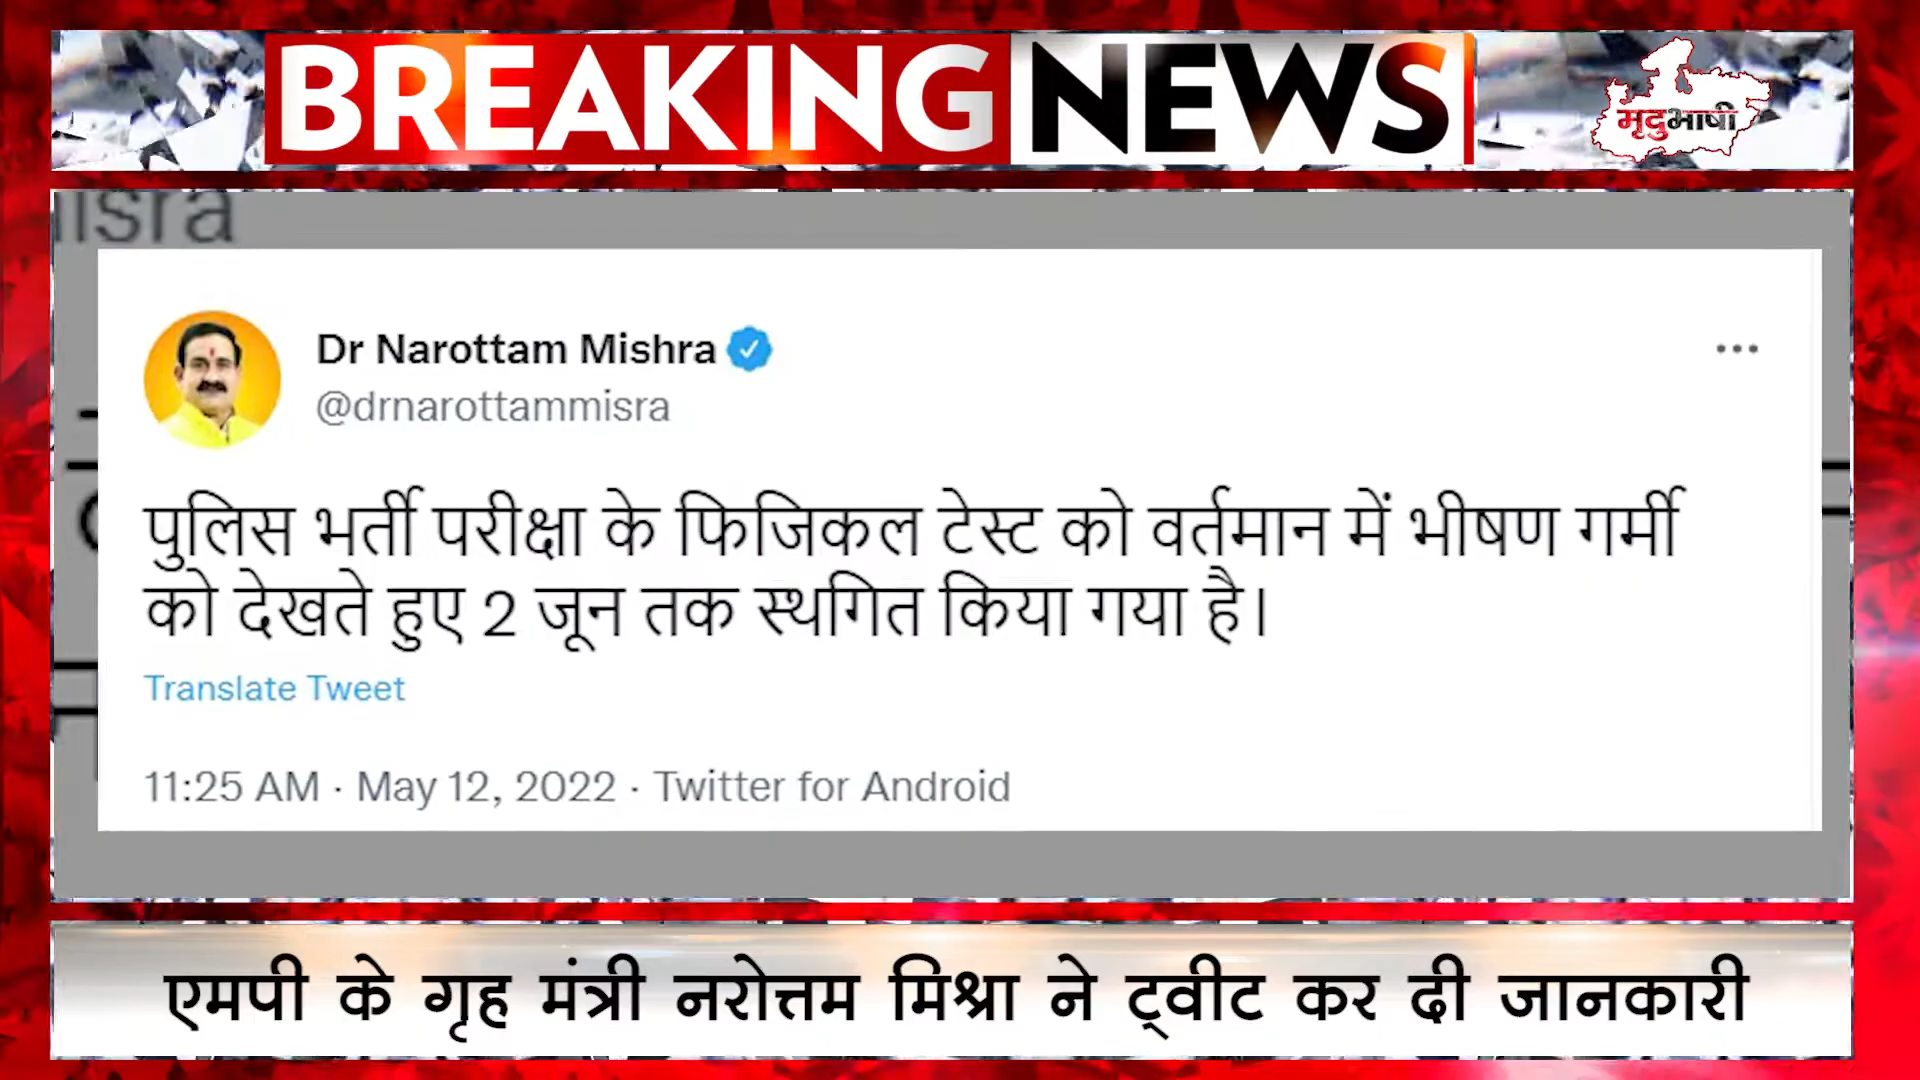 BREAKING NEWS
मृदुभाषी
isra
Dr Narottam Mishra
@drnarottammisra
पुलिस भर्ती परीक्षा के फिजिकल टेस्ट को वर्तमान में भीषण गर्मी
को देखते हुए 2 जून तक स्थगित किया गया है।
Translate Tweet
11:25 AM · May 12, 2022 · Twitter for Android
एमपी के गृह मंत्री नरोत्तम मिश्रा ने ट्वीट कर दी जानकारी